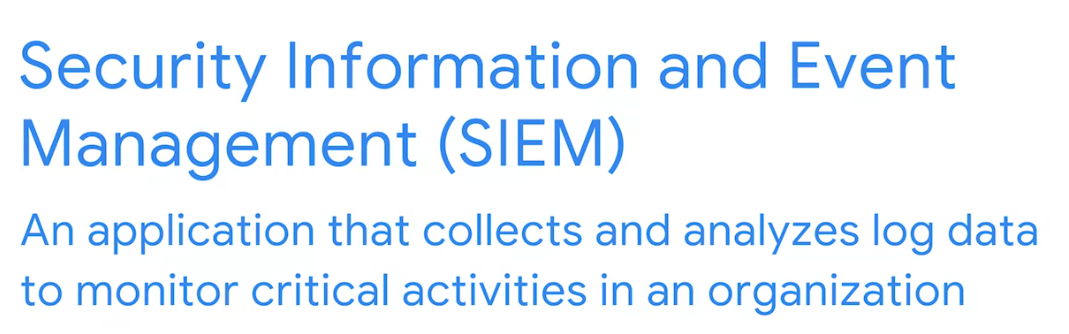 Security Information and Event
Management (SIEM)
An application that collects and analyzes log data
to monitor critical activities in an organization